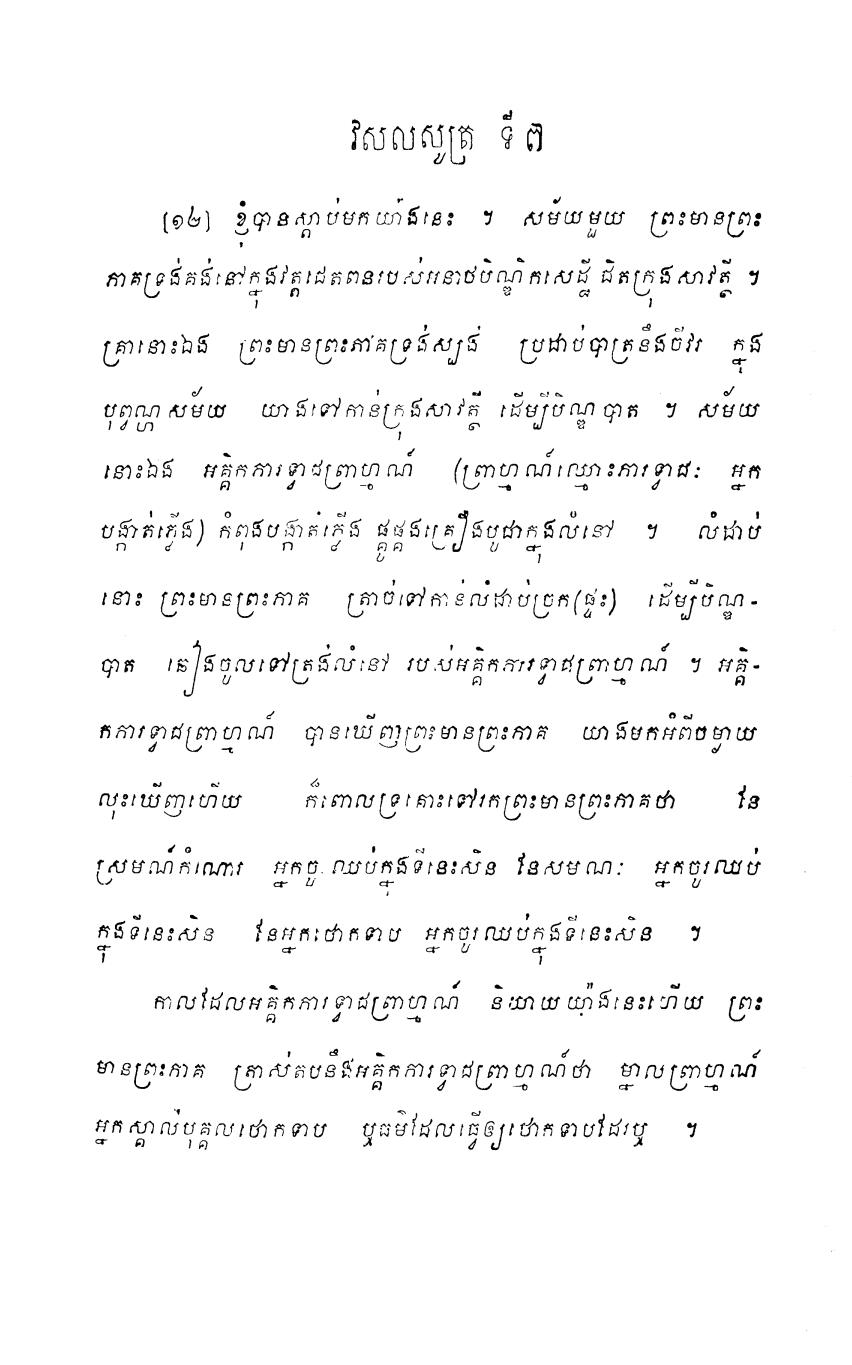 វសលសូត្រ ទី៧
[១៤] ខ្ញុំបានស្ដាប់មកយ៉ាងនេះ ។ សម័យមួយ ព្រះមានព្រះ
ភាគទ្រង់គង់នៅក្នុងវត្តជេតពនរបស់អនាថបិណ្ឌិកសេដ្ឋី ជិតក្រុងសាវត្ថី ។
គ្រានោះឯង ព្រះមានព្រះភាគទ្រង់ស្បង់ ប្រដាប់បាត្រនឹងចីវរ ក្នុង
បុព្វណ្ហសម័យ យាងទៅកាន់ក្រុងសាវត្ថី ដើម្បីបិណ្ឌបាត ។ សម័យ
នោះឯង អគ្គិកភារទ្វាជព្រាហ្មណ៍ (ព្រាហ្មណ៍ឈ្មោះភារទ្វាជៈ អ្នក
បង្កាត់ភ្លើង) កំពុងបង្កាត់ភ្លើង ផ្គូផ្គងគ្រឿងបូជាក្នុងលំនៅ ។ លំដាប់
នោះ ព្រះមានព្រះភាគ ត្រាច់ទៅកាន់លំដាប់ច្រក(ផ្ទះ) ដើម្បីបិណ្ឌ-
បាត តឿងចូលទៅត្រង់លំនៅ របស់អគ្គិកភារទ្វាជព្រាហ្មណ៍ ។ អគ្គិ-
កភារទ្វាជព្រាហ្មណ៍ បានឃើញព្រះមានព្រះភាគ យាងមកអំពីចម្ងាយ
លុះឃើញហើយ ក៏ពោលទ្រគោះទៅរកព្រះមានព្រះភាគថា នែ
ស្រមណ៍កំណោរ អ្នកចូរឈប់ក្នុងទីនេះសិន នែសមណៈ អ្នកចូរឈប់
ក្នុងទីនេះសិន នែអ្នកថោកទាប អ្នកចូរឈប់ក្នុងទីនេះសិន ។
កាលដែលអគ្គិកភារទ្វាជព្រាហ្មណ៍ និយាយយ៉ាងនេះហើយ ព្រះ
មានព្រះភាគ ត្រាស់តបនឹងអគ្គិកភារទ្វាជព្រាហ្មណ៍ថា ម្នាលព្រាហ្មណ៍
អ្នកស្គាល់បុគ្គលថោកទាប ឬធម៌ដែលធ្វើឲ្យថោកទាបដែរឬ ។